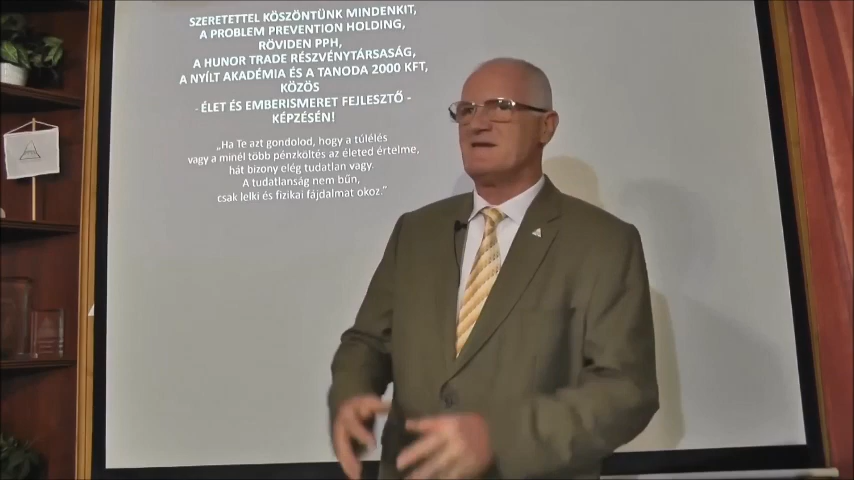 SZERETETTEL KÖSZÖNTÜNK MINDENKIT,
A PROBLEM PREVENTION HOLDING,
RÖVIDEN PPH,
A HUNOR TRADE RÉSZVÉNYTÁRSASÁG,
A NYÍLT AKADÉMIA ÉS A TANODA 2000 KFT,
KÖZÖS
- ÉLET ÉS EMBERISMERET FEJLESZTŐ -
KÉPZÉSÉN!
„Ha Te azt gondolod, hogy a túlélés
vagy a minél több pénzköltés az életed értelme,
hát bizony elég tudatlan vagy.
A tudatlanság nem bűn,
csak lelki és fizikai fájdalmat okoz.”